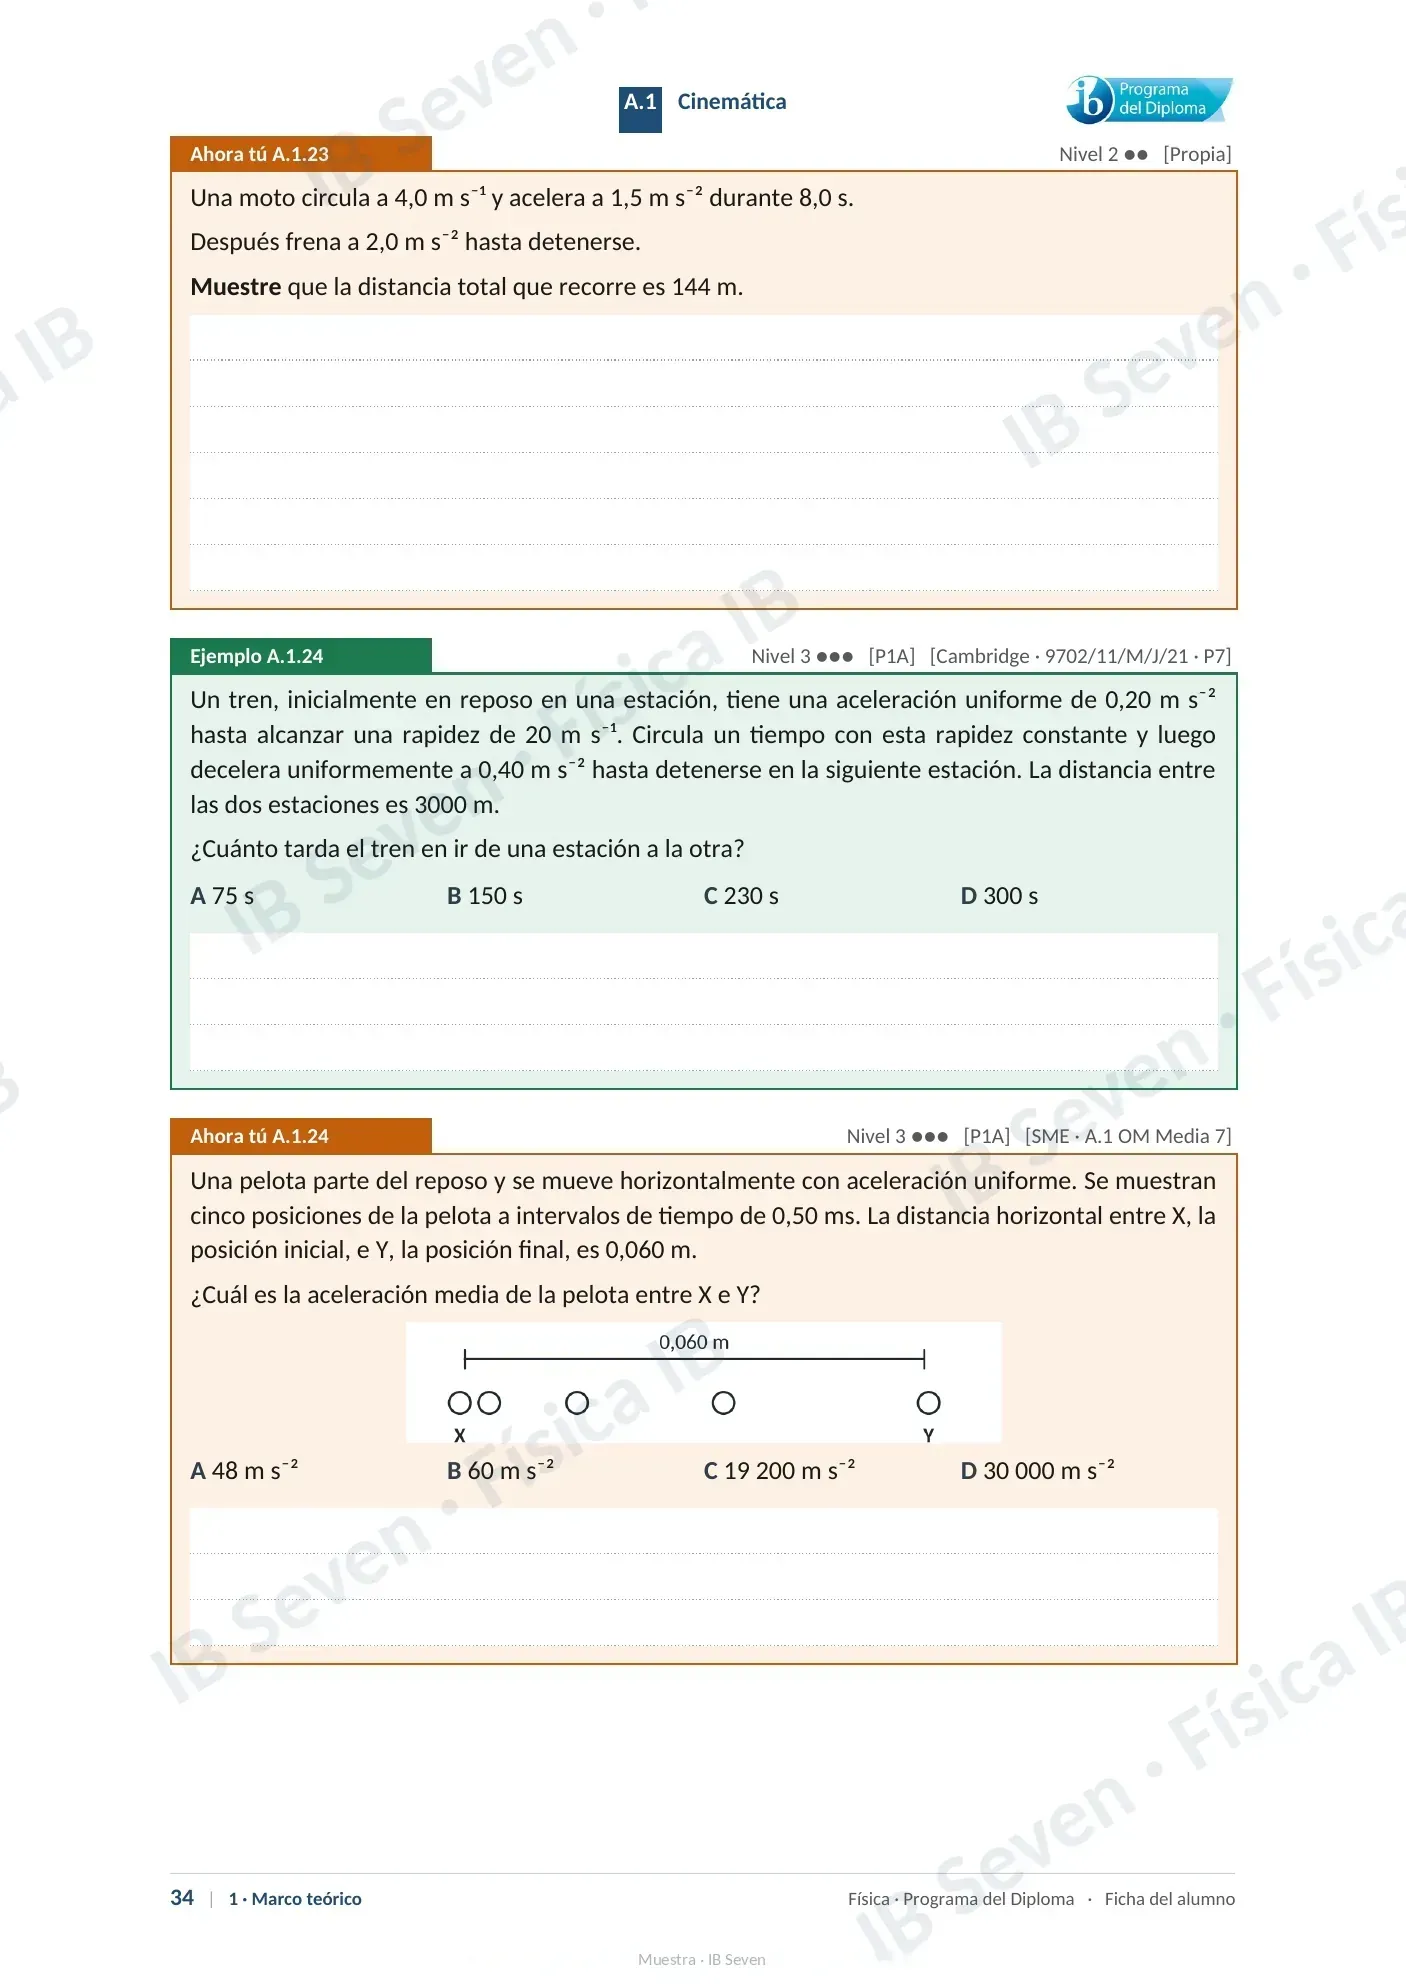 A.1 Cinemática
ib Programa
del Diploma
Ahora tú A.1.23 Nivel 2 ●● [Propia]
Una moto circula a 4,0 m s⁻¹ y acelera a 1,5 m s⁻² durante 8,0 s.
Después frena a 2,0 m s⁻² hasta detenerse.
Muestre que la distancia total que recorre es 144 m.
Ejemplo A.1.24 Nivel 3 ●●● [P1A] [Cambridge · 9702/11/M/J/21 · P7]
Un tren, inicialmente en reposo en una estación, tiene una aceleración uniforme de 0,20 m s⁻²
hasta alcanzar una rapidez de 20 m s⁻¹. Circula un tiempo con esta rapidez constante y luego
decelera uniformemente a 0,40 m s⁻² hasta detenerse en la siguiente estación. La distancia entre
las dos estaciones es 3000 m.
¿Cuánto tarda el tren en ir de una estación a la otra?
A 75 s B 150 s C 230 s D 300 s
Ahora tú A.1.24 Nivel 3 ●●● [P1A] [SME · A.1 OM Media 7]
Una pelota parte del reposo y se mueve horizontalmente con aceleración uniforme. Se muestran
cinco posiciones de la pelota a intervalos de tiempo de 0,50 ms. La distancia horizontal entre X, la
posición inicial, e Y, la posición final, es 0,060 m.
¿Cuál es la aceleración media de la pelota entre X e Y?
0,060 m
X Y
A 48 m s⁻² B 60 m s⁻² C 19 200 m s⁻² D 30 000 m s⁻²
34 | 1 · Marco teórico Física · Programa del Diploma · Ficha del alumno
Muestra · IB Seven
IB Seven · Física IB